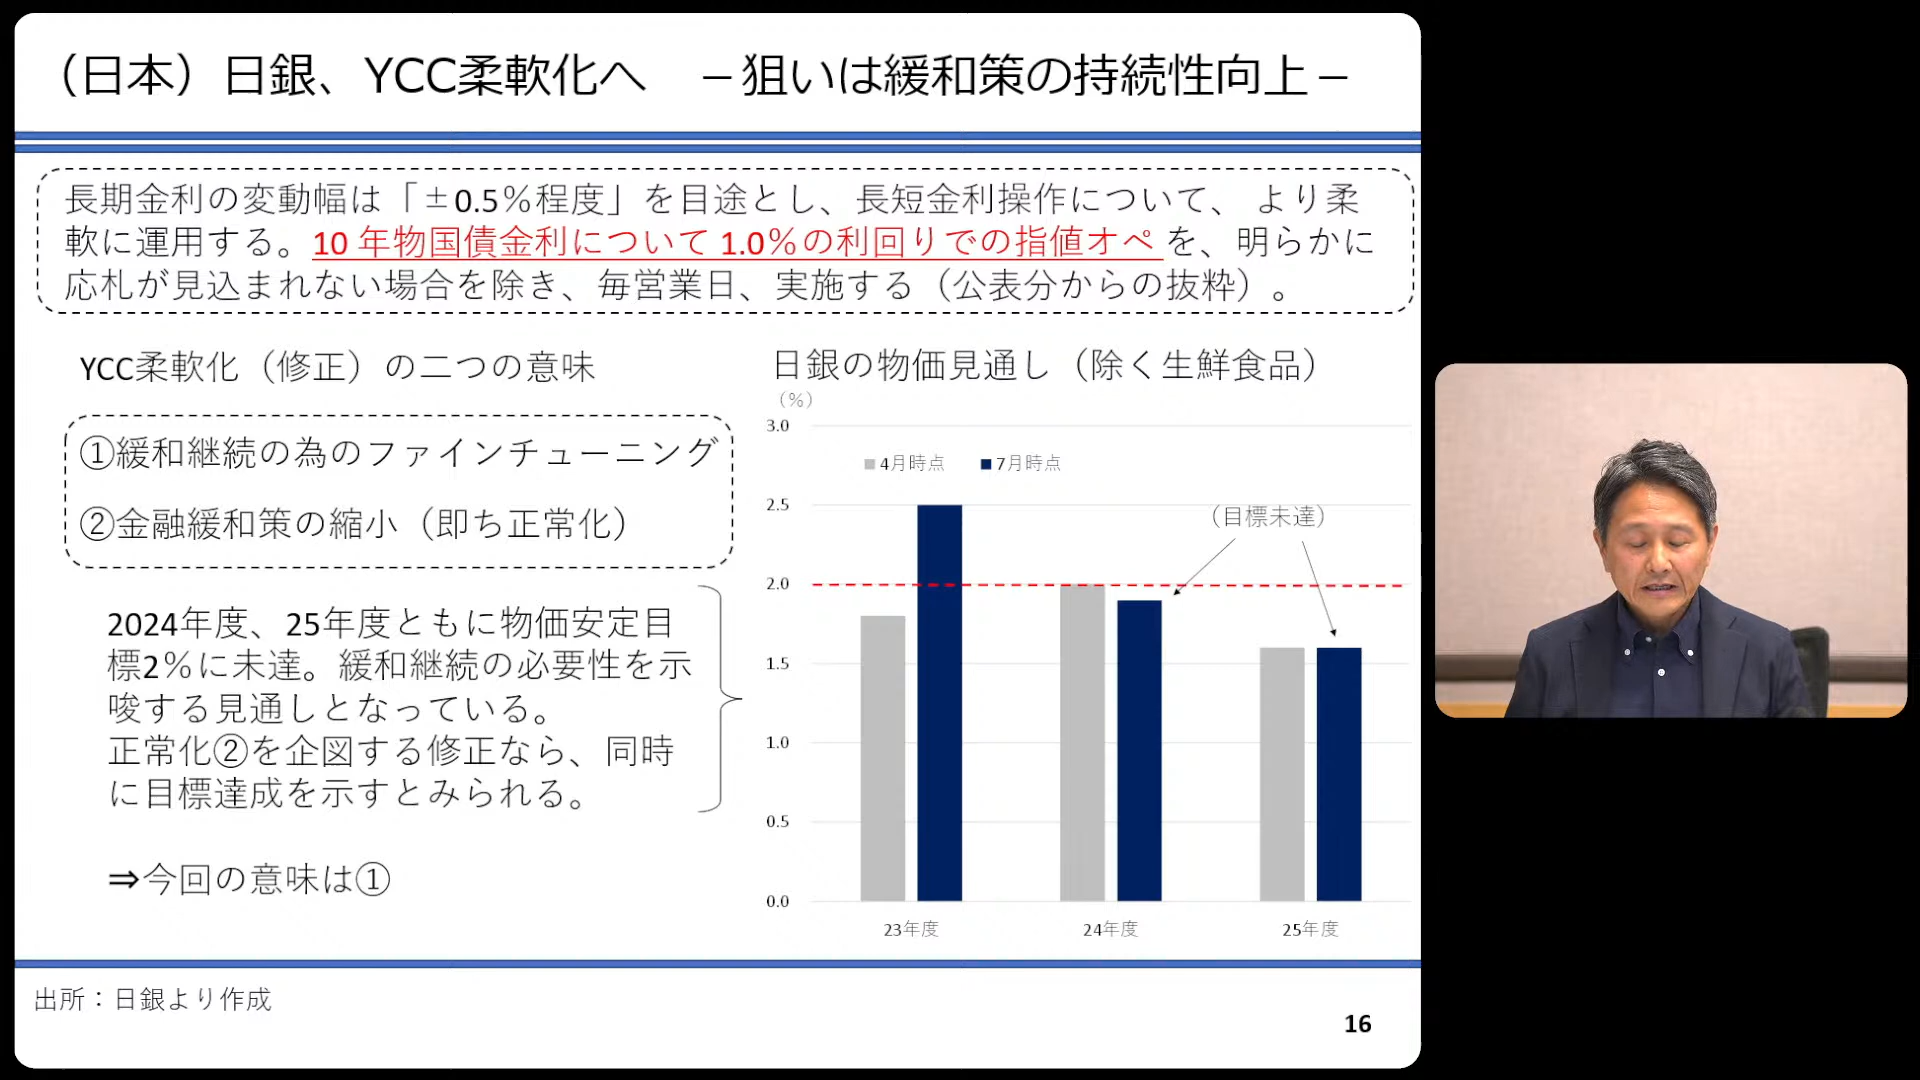 （日本）日銀、YCC柔軟化へ　－狙いは緩和策の持続性向上－
長期金利の変動幅は「±0.5％程度」を目途とし、長短金利操作について、 より柔
軟に運用する。10 年物国債金利について 1.0％の利回りでの指値オペ を、明らかに
応札が見込まれない場合を除き、毎営業日、実施する（公表分からの抜粋）。
YCC柔軟化（修正）の二つの意味
①緩和継続の為のファインチューニング
②金融緩和策の縮小（即ち正常化）
2024年度、25年度ともに物価安定目
標2％に未達。緩和継続の必要性を示
唆する見通しとなっている。
正常化②を企図する修正なら、同時
に目標達成を示すとみられる。
⇒今回の意味は①
日銀の物価見通し（除く生鮮食品）
（％）
3.0
4月時点 7月時点
2.5
（目標未達）
2.0
1.5
1.0
0.5
0.0
23年度 24年度 25年度
出所：日銀より作成
16